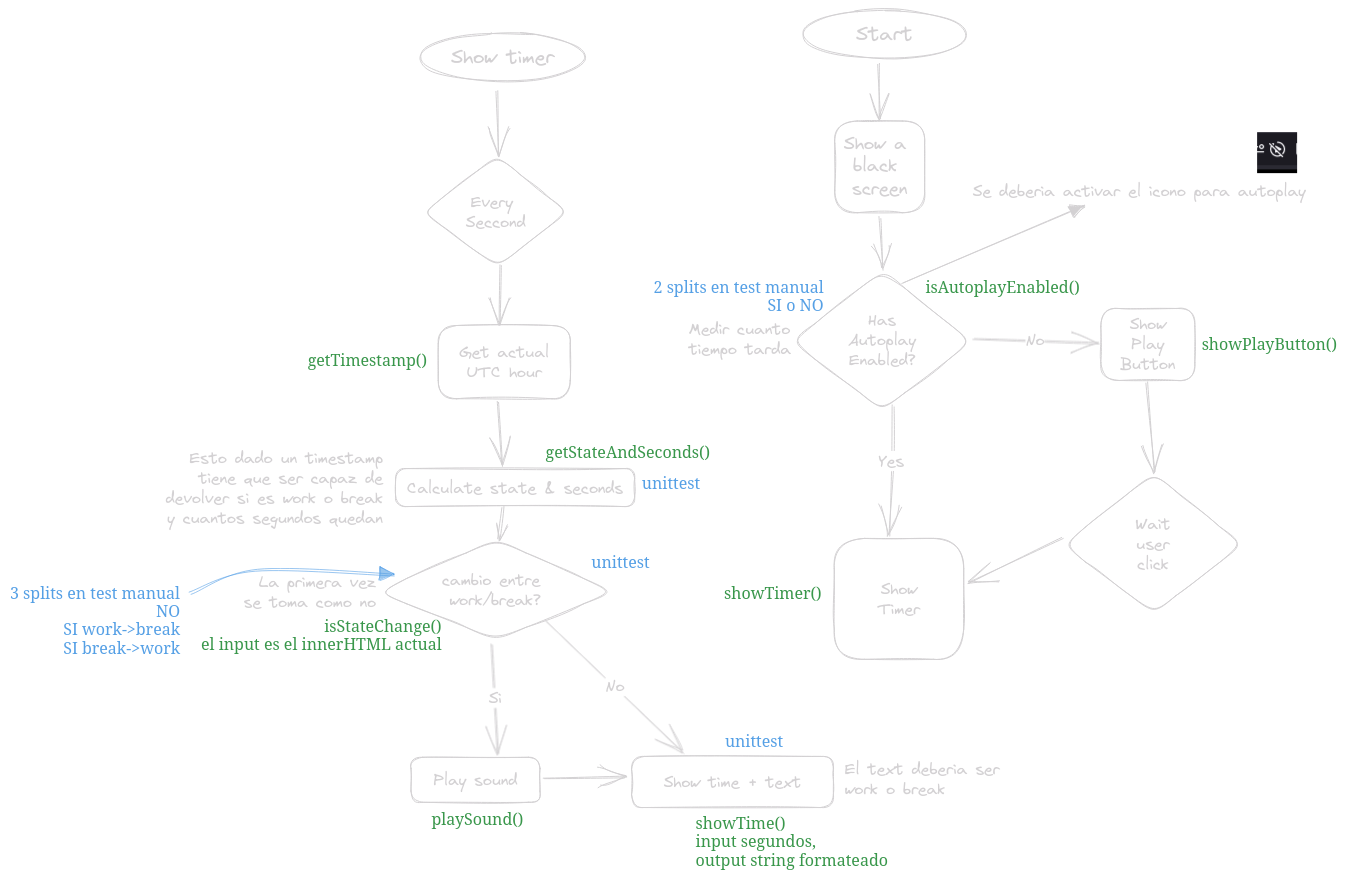 Show timer
Every
Seccond
getTimestamp()
Get actual
UTC hour
getStateAndSeconds()
Esto dado un timestamp
tiene que ser capaz de
devolver si es work o break
y cuantos segundos quedan
Calculate state & seconds
unittest
unittest
cambio entre
work/break?
La primera vez
se toma como no
3 splits en test manual
NO
SI work->break
SI break->work
isStateChange()
el input es el innerHTML actual
Si
No
Play sound
playSound()
unittest
Show time + text
El text deberia ser
work o break
showTime()
input segundos,
output string formateado
Start
Show a
black
screen
Se deberia activar el icono para autoplay
2 splits en test manual
SI o NO
isAutoplayEnabled()
Medir cuanto
tiempo tarda
Has
Autoplay
Enabled?
No
Show
Play
Button
showPlayButton()
Yes
Wait
user
click
showTimer()
Show
Timer